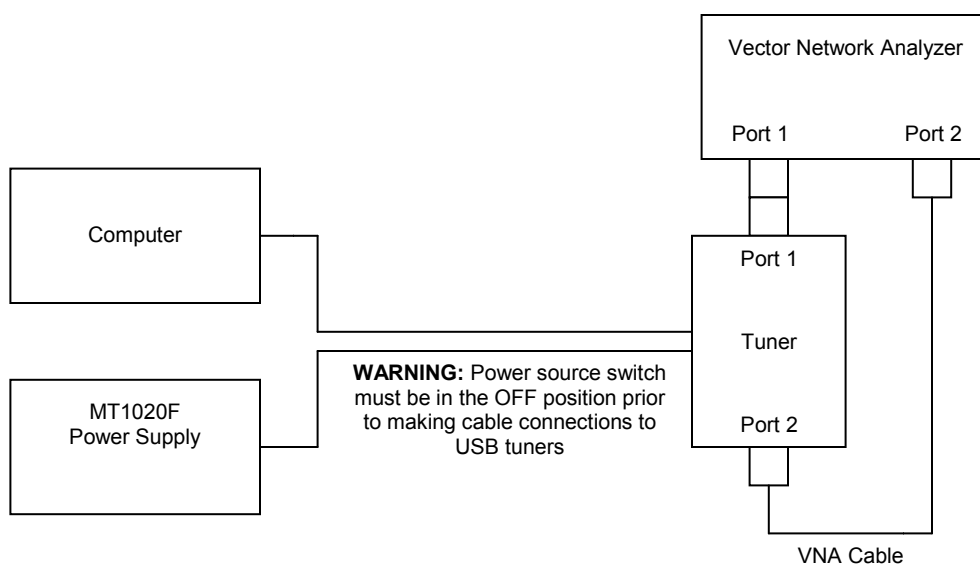 Vector Network Analyzer
Port 1
Port 2
Computer
Port 1
Tuner
WARNING: Power source switch
must be in the OFF position prior
to making cable connections to
USB tuners
MT1020F
Power Supply
Port 2
VNA Cable